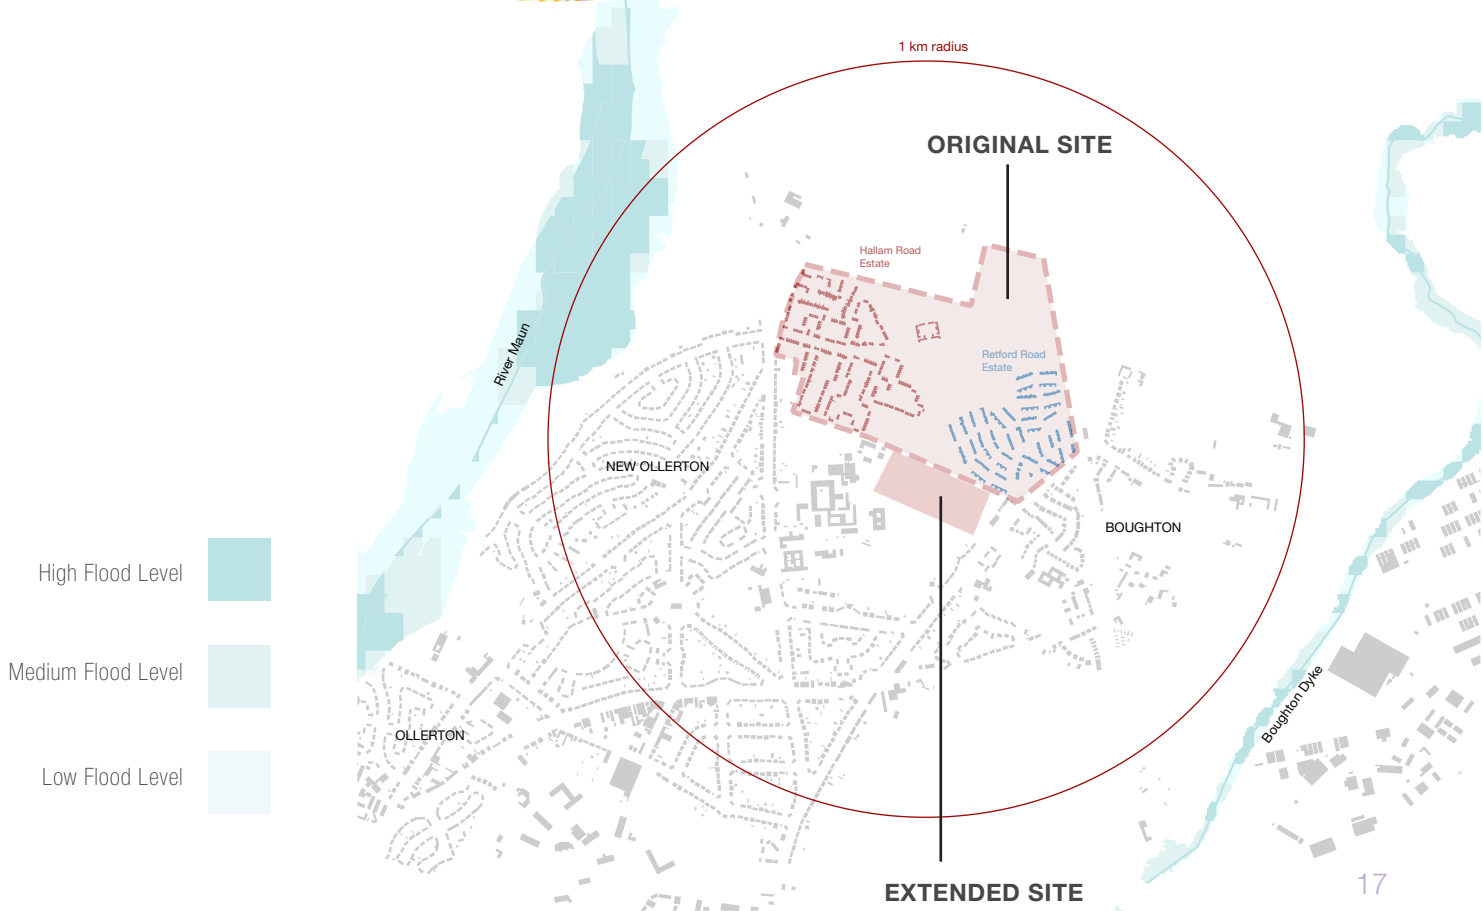 1 km radius
ORIGINAL SITE
Hallam Road
Estate
Retford Road
Estate
River Maun
NEW OLLERTON
BOUGHTON
High Flood Level
Medium Flood Level
Low Flood Level
OLLERTON
Boughton Dyke
EXTENDED SITE
17